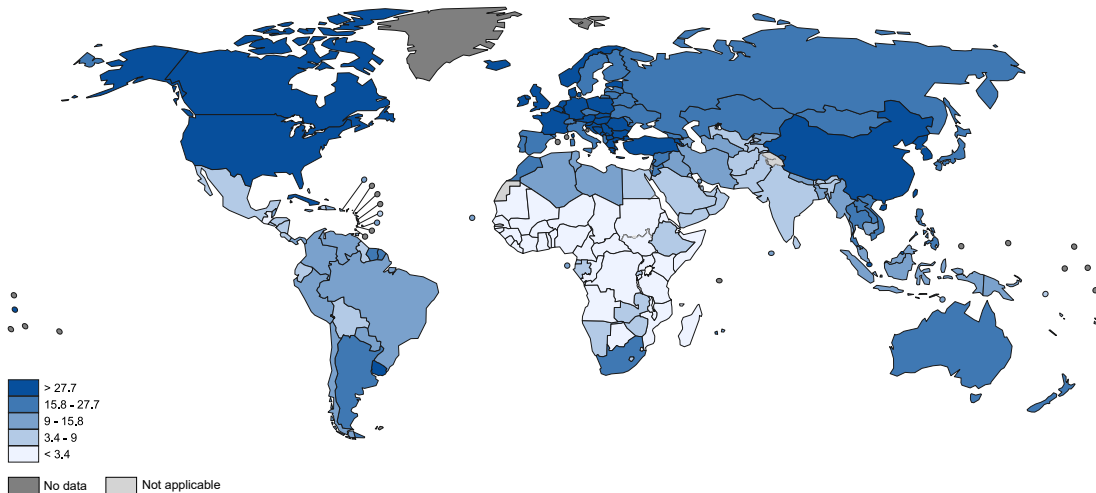 > 27.7
15.8 - 27.7
9 - 15.8
3.4 - 9
< 3.4
No data
Not applicable